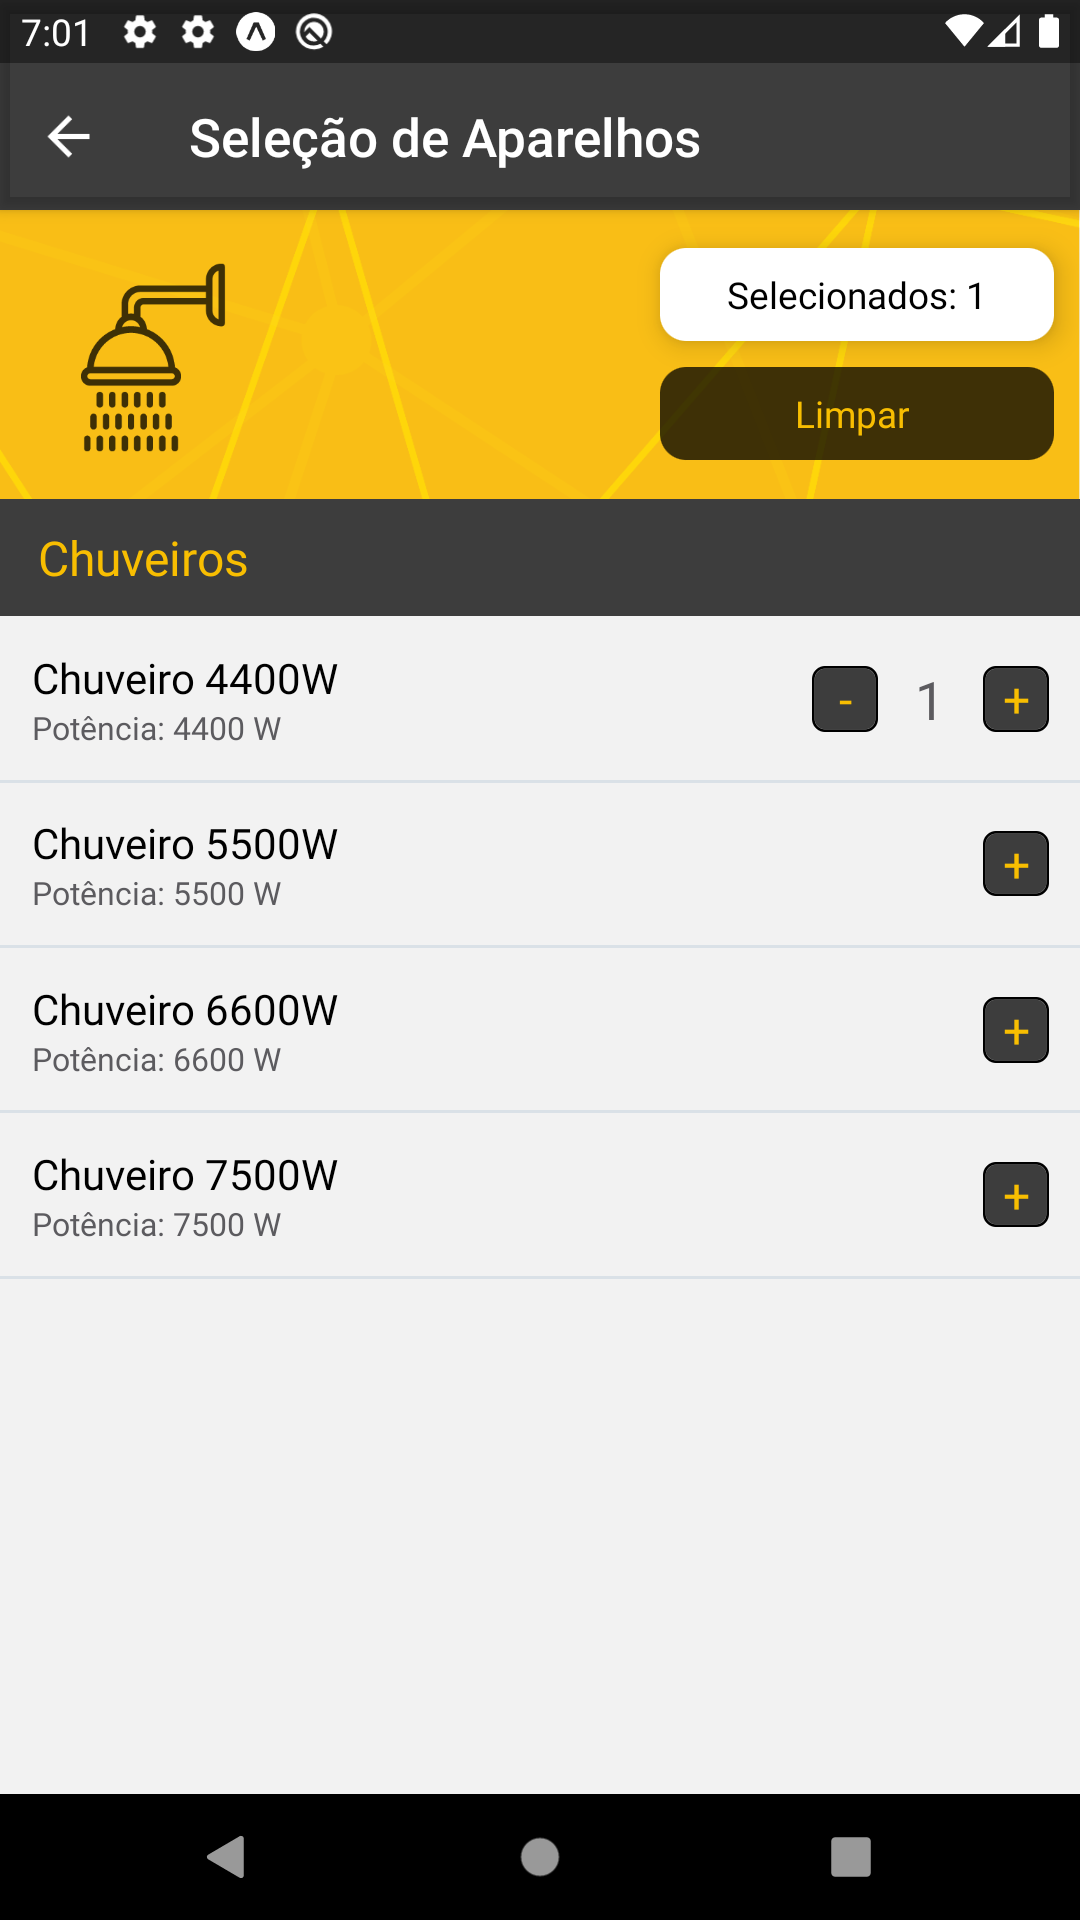 7:01
Seleção de Aparelhos
Selecionados: 1
Limpar
Chuveiros
Chuveiro 4400W
Potência: 4400 W
- 1 +
Chuveiro 5500W
Potência: 5500 W
+
Chuveiro 6600W
Potência: 6600 W
+
Chuveiro 7500W
Potência: 7500 W
+